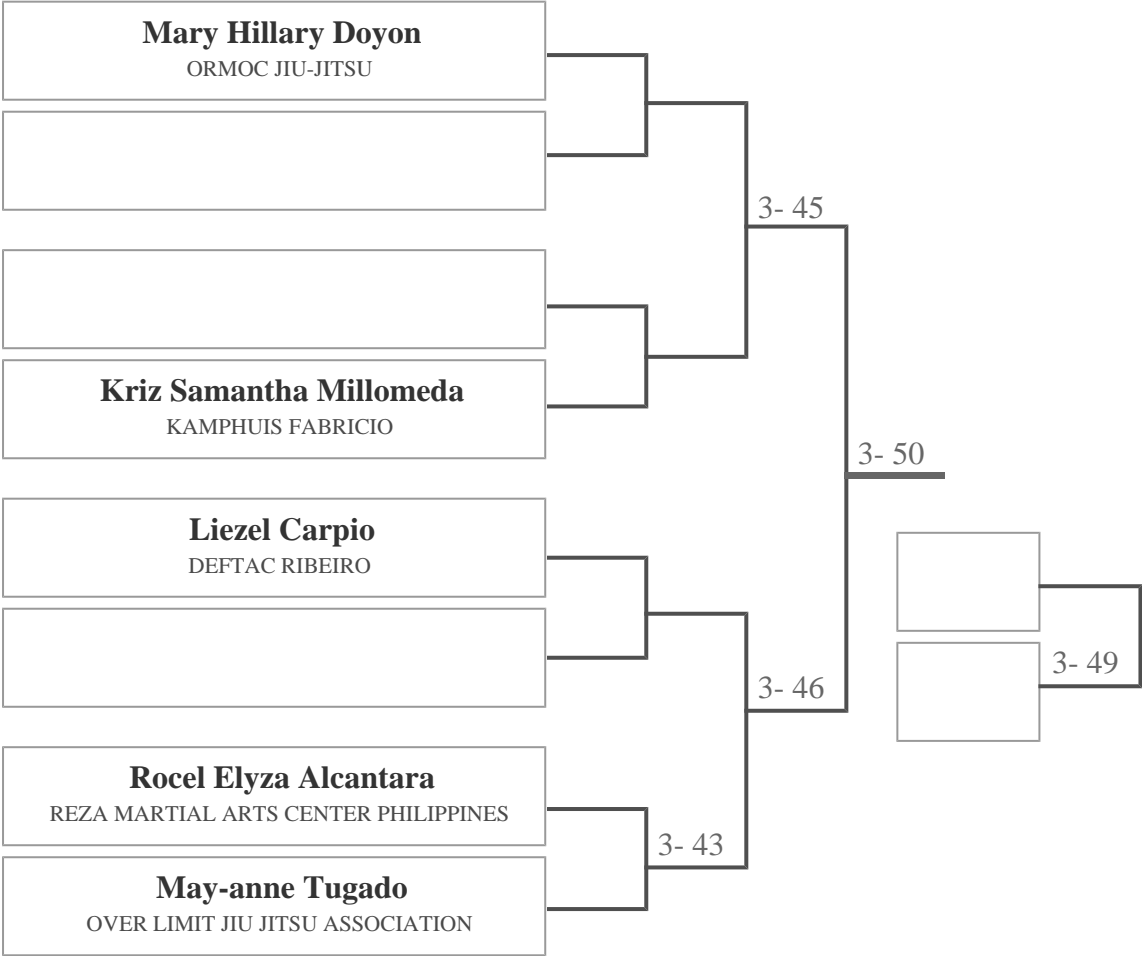 Mary Hillary Doyon
ORMOC JIU-JITSU
3- 45
Kriz Samantha Millomeda
KAMPHUIS FABRICIO
3- 50
Liezel Carpio
DEFTAC RIBEIRO
3- 49
3- 46
Rocel Elyza Alcantara
REZA MARTIAL ARTS CENTER PHILIPPINES
3- 43
May-anne Tugado
OVER LIMIT JIU JITSU ASSOCIATION